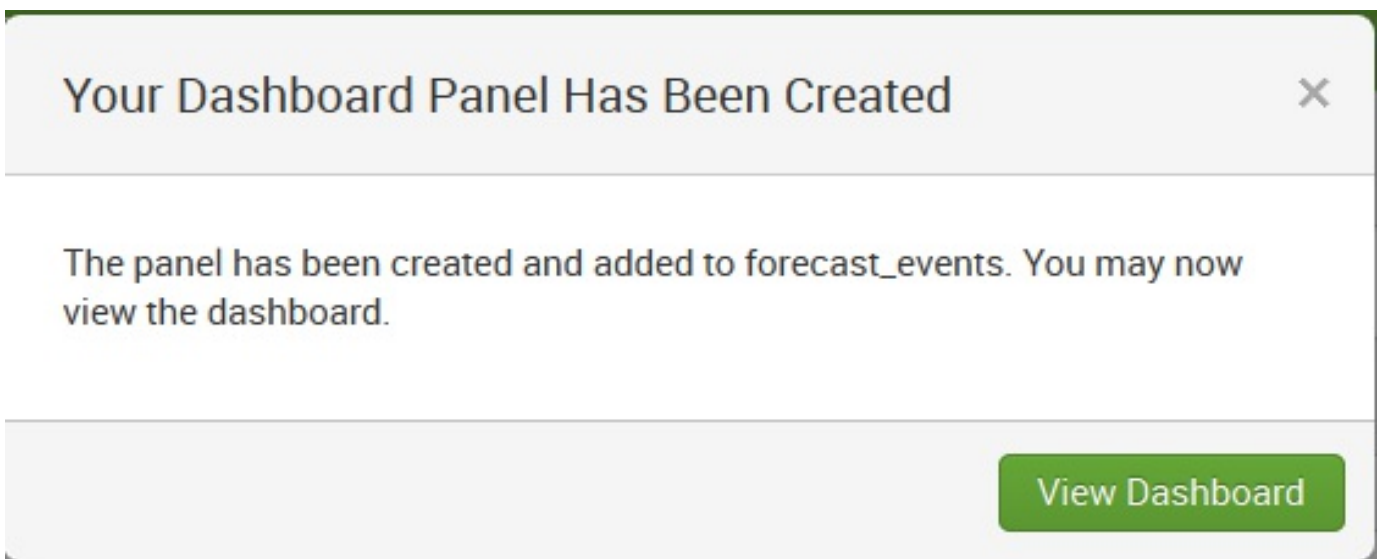 Your Dashboard Panel Has Been Created
The panel has been created and added to forecast_events. You may now
view the dashboard.
View Dashboard